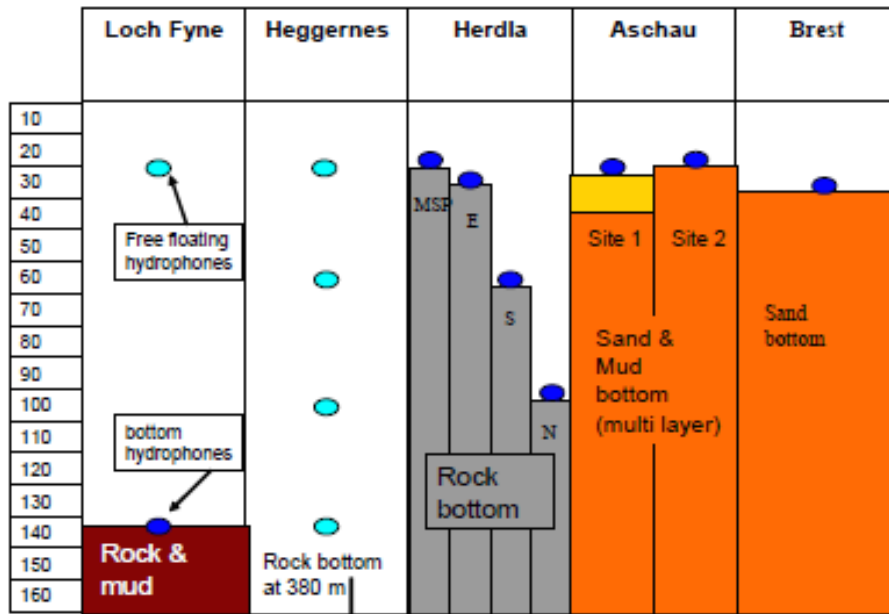 Loch Fyne
Heggernes
Herdla
Aschau
Brest
10
20
30
40
50
60
70
80
90
100
110
120
130
140
150
160
Free floating
hydrophones
bottom
hydrophones
Rock &
mud
Rock bottom
at 380 m
MSP
E
S
N
Rock
bottom
Site 1
Site 2
Sand &
Mud
bottom
(multi layer)
Sand
bottom